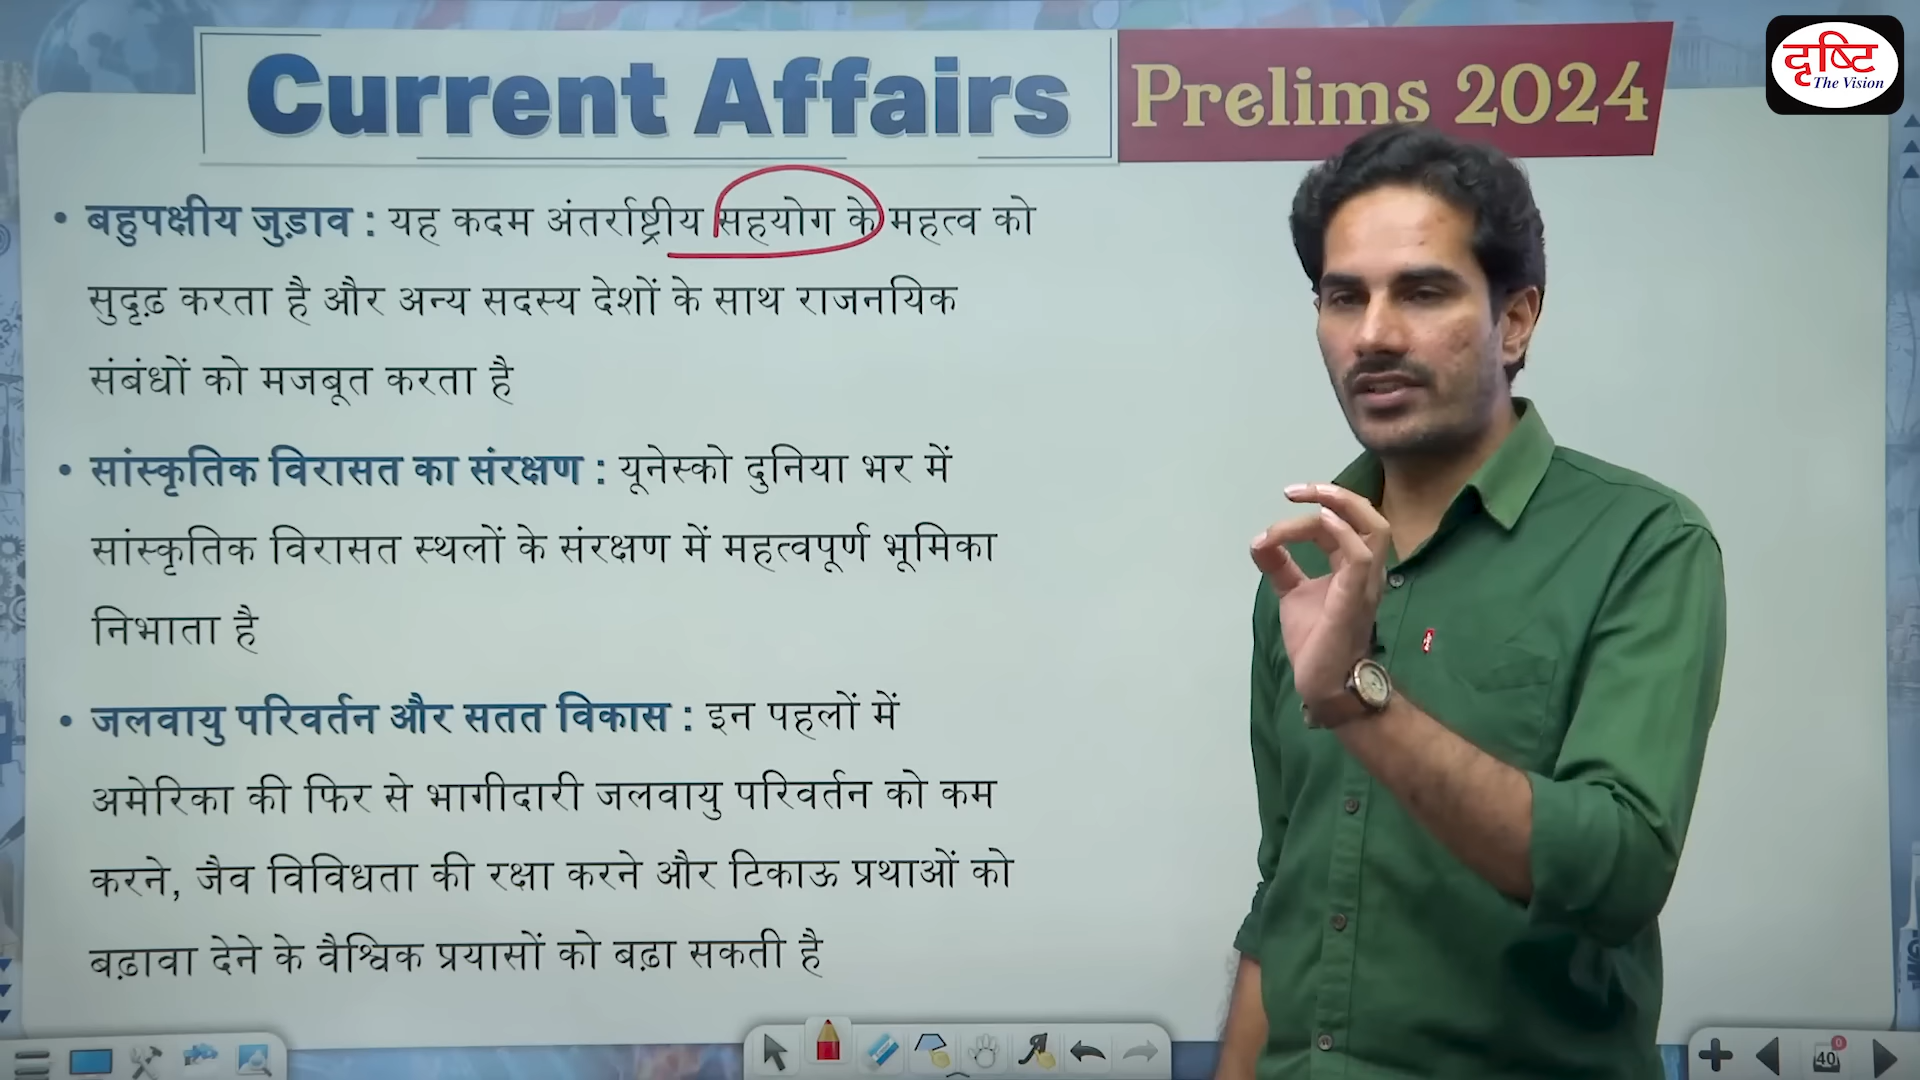 Current Affairs
Prelims 2024
दृष्टि
The Vision
• बहुपक्षीय जुड़ाव : यह कदम अंतर्राष्ट्रीय सहयोग के महत्व को
सुदृढ़ करता है और अन्य सदस्य देशों के साथ राजनयिक
संबंधों को मजबूत करता है
• सांस्कृतिक विरासत का संरक्षण : यूनेस्को दुनिया भर में
सांस्कृतिक विरासत स्थलों के संरक्षण में महत्वपूर्ण भूमिका
निभाता है
• जलवायु परिवर्तन और सतत विकास : इन पहलों में
अमेरिका की फिर से भागीदारी जलवायु परिवर्तन को कम
करने, जैव विविधता की रक्षा करने और टिकाऊ प्रथाओं को
बढ़ावा देने के वैश्विक प्रयासों को बढ़ा सकती है
40
0